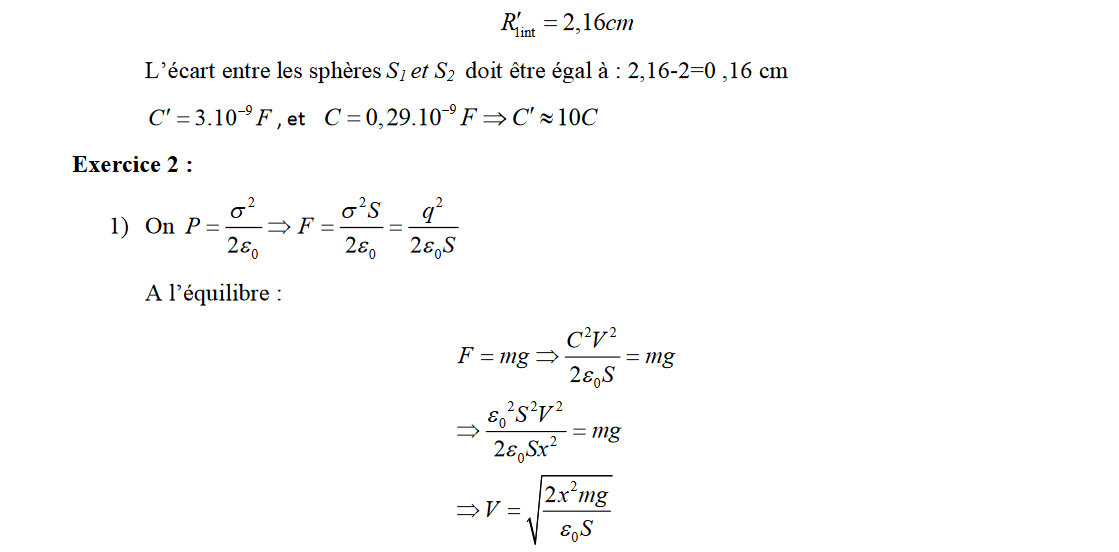 R′₁ᵢₙₜ = 2,16cm
L’écart entre les sphères S₁ et S₂ doit être égal à : 2,16-2=0 ,16 cm
C′ = 3.10⁻⁹ F , et C = 0,29.10⁻⁹ F ⇒ C′ ≈ 10C
Exercice 2 :
1) On P = σ²/2ε₀ ⇒ F = σ²S/2ε₀ = q²/2ε₀S
A l’équilibre :
F = mg ⇒ C²V²/2ε₀S = mg
⇒ ε₀²S²V²/2ε₀Sx² = mg
⇒ V = √(2x²mg/ε₀S)